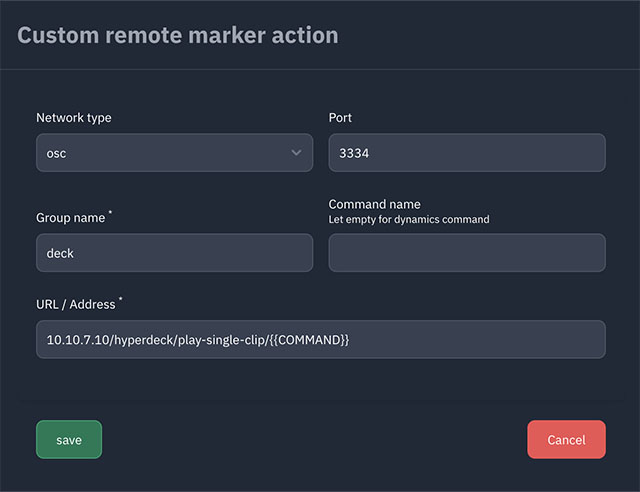 Custom remote marker action
Network type
Port
osc
3334
Group name *
Command name
Let empty for dynamics command
deck
URL / Address *
10.10.7.10/hyperdeck/play-single-clip/{{COMMAND}}
save
Cancel